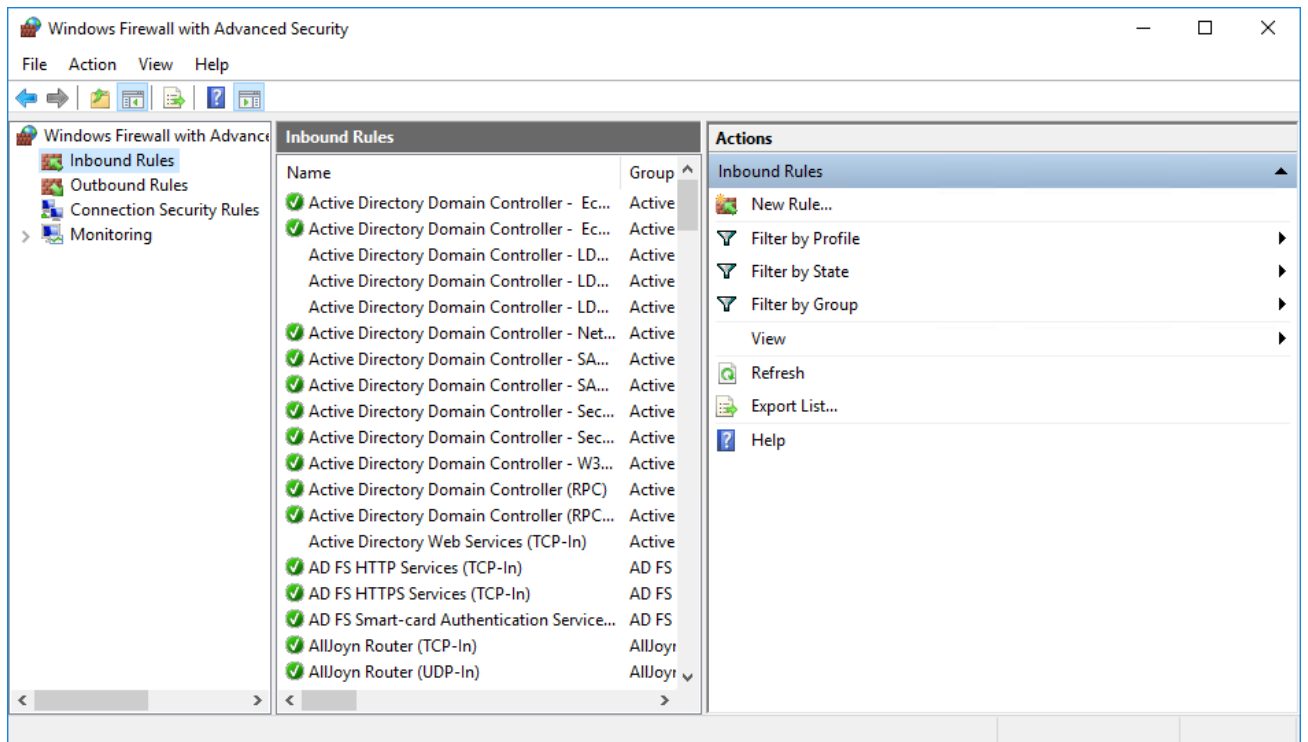 Windows Firewall with Advanced Security
File Action View Help
Windows Firewall with Advance
Inbound Rules
Outbound Rules
Connection Security Rules
Monitoring
Inbound Rules
Name Group
Active Directory Domain Controller - Ec... Active
Active Directory Domain Controller - Ec... Active
Active Directory Domain Controller - LD... Active
Active Directory Domain Controller - LD... Active
Active Directory Domain Controller - LD... Active
Active Directory Domain Controller - Net... Active
Active Directory Domain Controller - SA... Active
Active Directory Domain Controller - SA... Active
Active Directory Domain Controller - Sec... Active
Active Directory Domain Controller - Sec... Active
Active Directory Domain Controller - W3... Active
Active Directory Domain Controller (RPC) Active
Active Directory Domain Controller (RPC... Active
Active Directory Web Services (TCP-In) Active
AD FS HTTP Services (TCP-In) AD FS
AD FS HTTPS Services (TCP-In) AD FS
AD FS Smart-card Authentication Service... AD FS
AllJoyn Router (TCP-In) AllJoyn
AllJoyn Router (UDP-In) AllJoyn
Actions
Inbound Rules
New Rule...
Filter by Profile
Filter by State
Filter by Group
View
Refresh
Export List...
Help